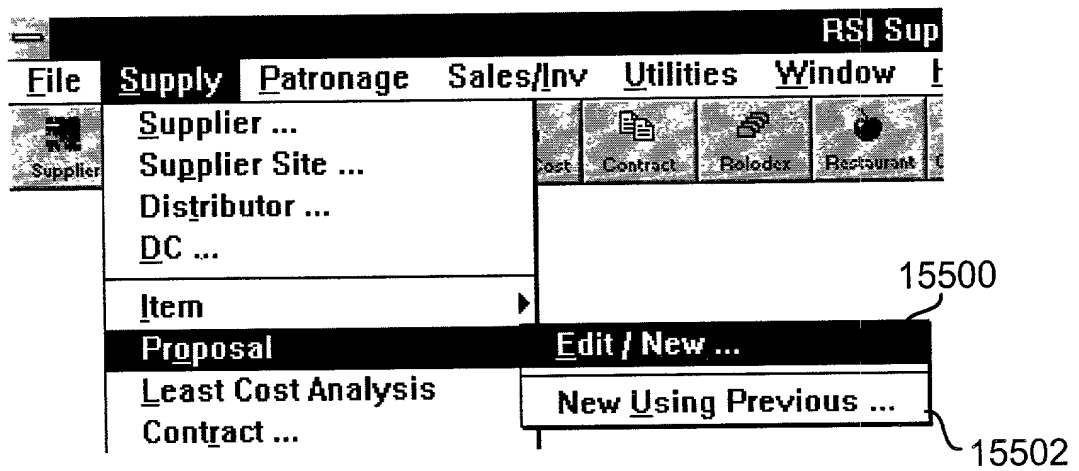 RSI Sup
File Supply Patronage Sales/Inv Utilities Window
Supplier Cost Contract Rolodex Restaurant
Supplier ...
Supplier Site ...
Distributor ...
DC ...
Item
Proposal
Least Cost Analysis
Contract ...
Edit / New ...
New Using Previous ...
15500
15502